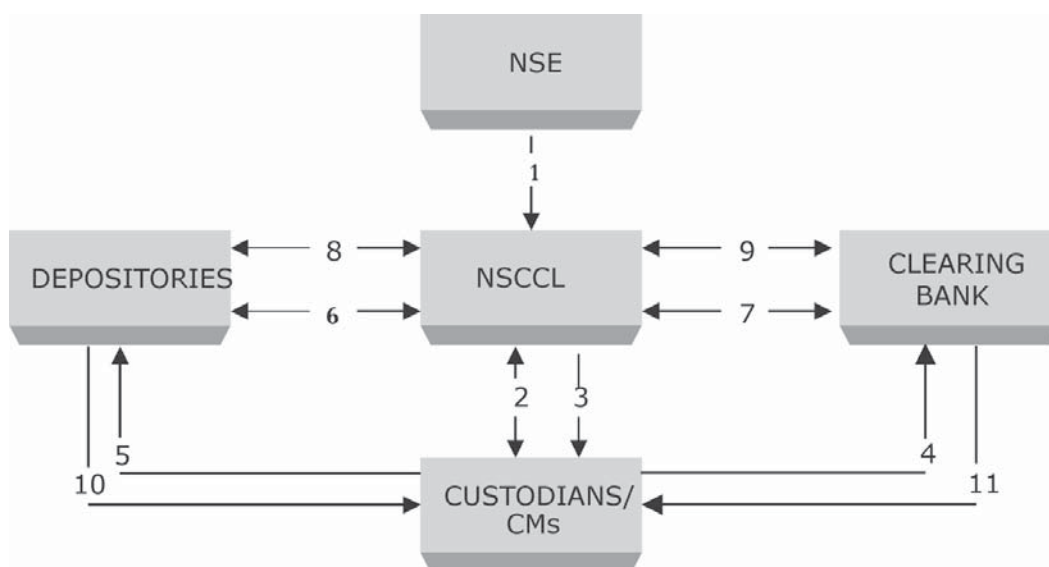 NSE
1
8
9
DEPOSITORIES
NSCCL
CLEARING
BANK
6
7
2
3
5
4
10
11
CUSTODIANS/
CMs